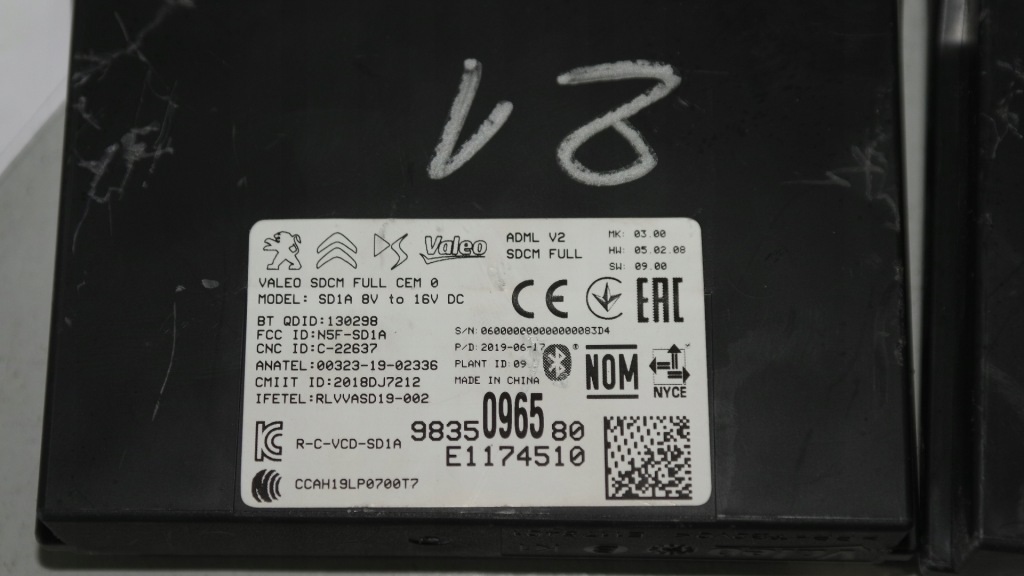 V8
DS Valeo
ADML V2
SDCM FULL
MK: 03.00
HW: 05.02.08
SW: 09.00
VALEO SDCM FULL CEM 0
MODEL: SD1A 8V to 16V DC
CE EAC
BT QDID:130298
FCC ID:N5F-SD1A
CNC ID:C-22637
ANATEL:00323-19-02336
CMIIT ID:2018DJ7212
IFETEL:RLVVASD19-002
P/D:2019-06-17
PLANT ID:09
MADE IN CHINA
NOM
NYCE
R-C-VCD-SD1A
9835096580
E1174510
CCAH19LP0700T7